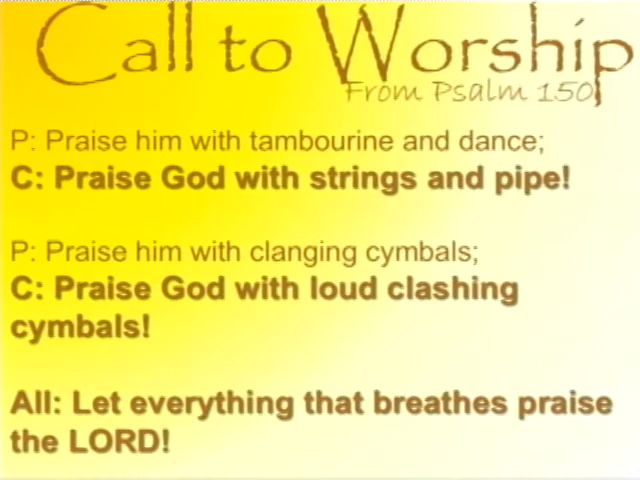 Call to Worship
From Psalm 150
P: Praise him with tambourine and dance;
C: Praise God with strings and pipe!
P: Praise him with clanging cymbals;
C: Praise God with loud clashing
cymbals!
All: Let everything that breathes praise
the LORD!